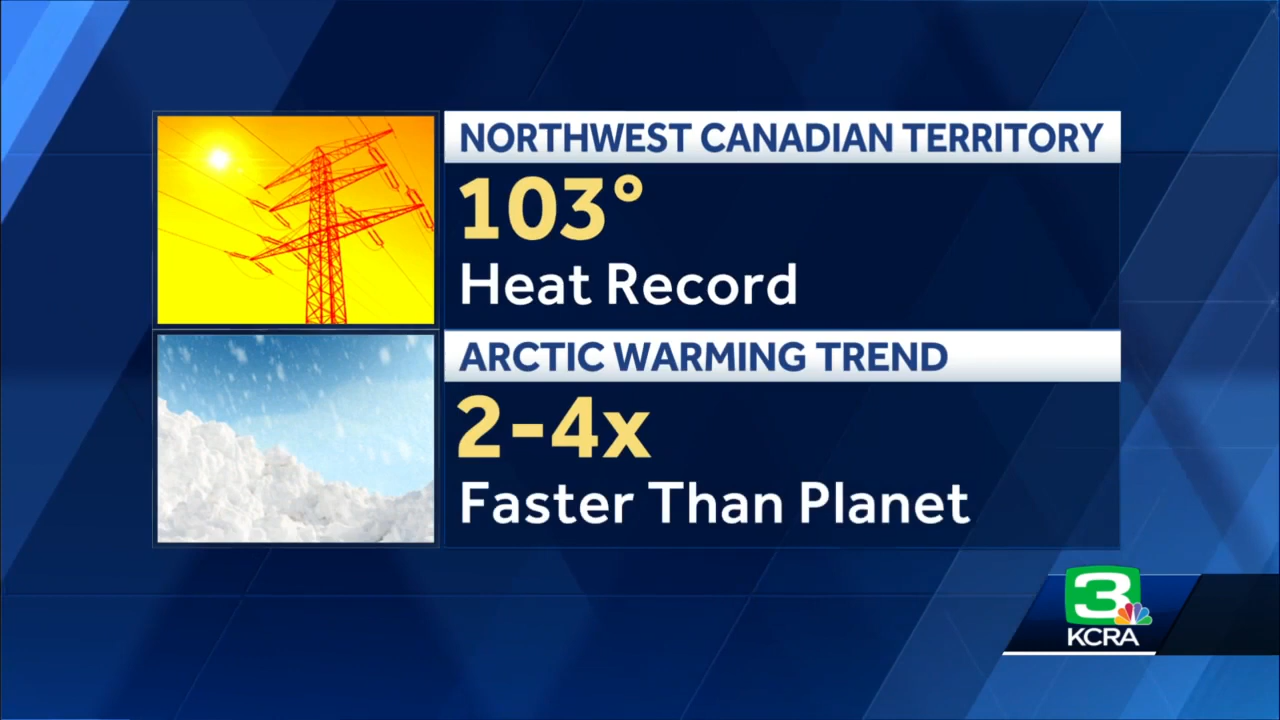 NORTHWEST CANADIAN TERRITORY
103°
Heat Record
ARCTIC WARMING TREND
2-4x
Faster Than Planet
3
KCRA